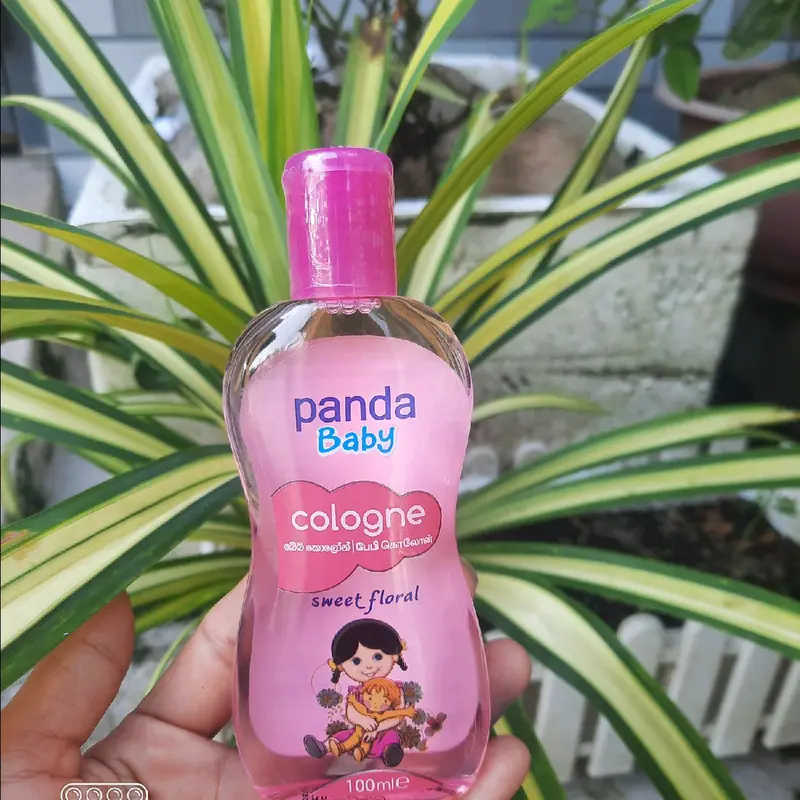 panda
Baby
cologne
බේබි කොලෝන් | பேபி கொலோன்
sweet floral
100ml e